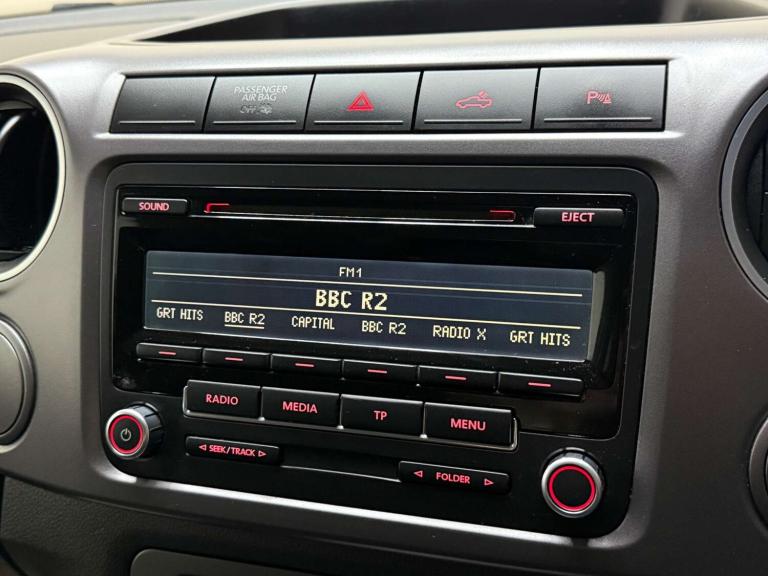 PASSENGER
AIR BAG
OFF
P
SOUND
EJECT
FM1
BBC R2
GRT HITS BBC R2 CAPITAL BBC R2 RADIO X GRT HITS
RADIO MEDIA TP MENU
SEEK/TRACK
FOLDER